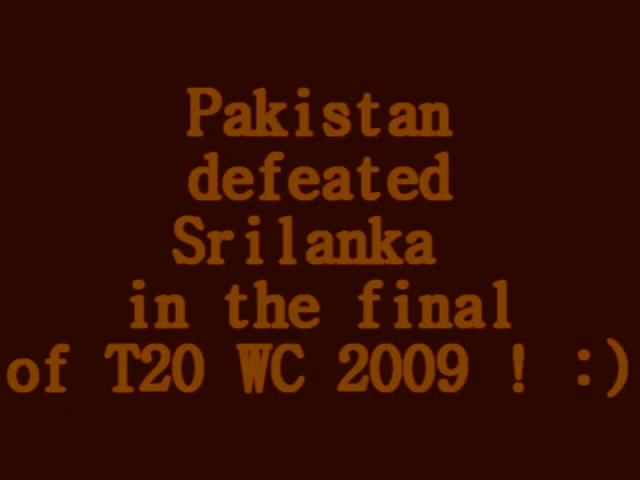 Pakistan
defeated
Srilanka
in the final
of T20 WC 2009 ! :)